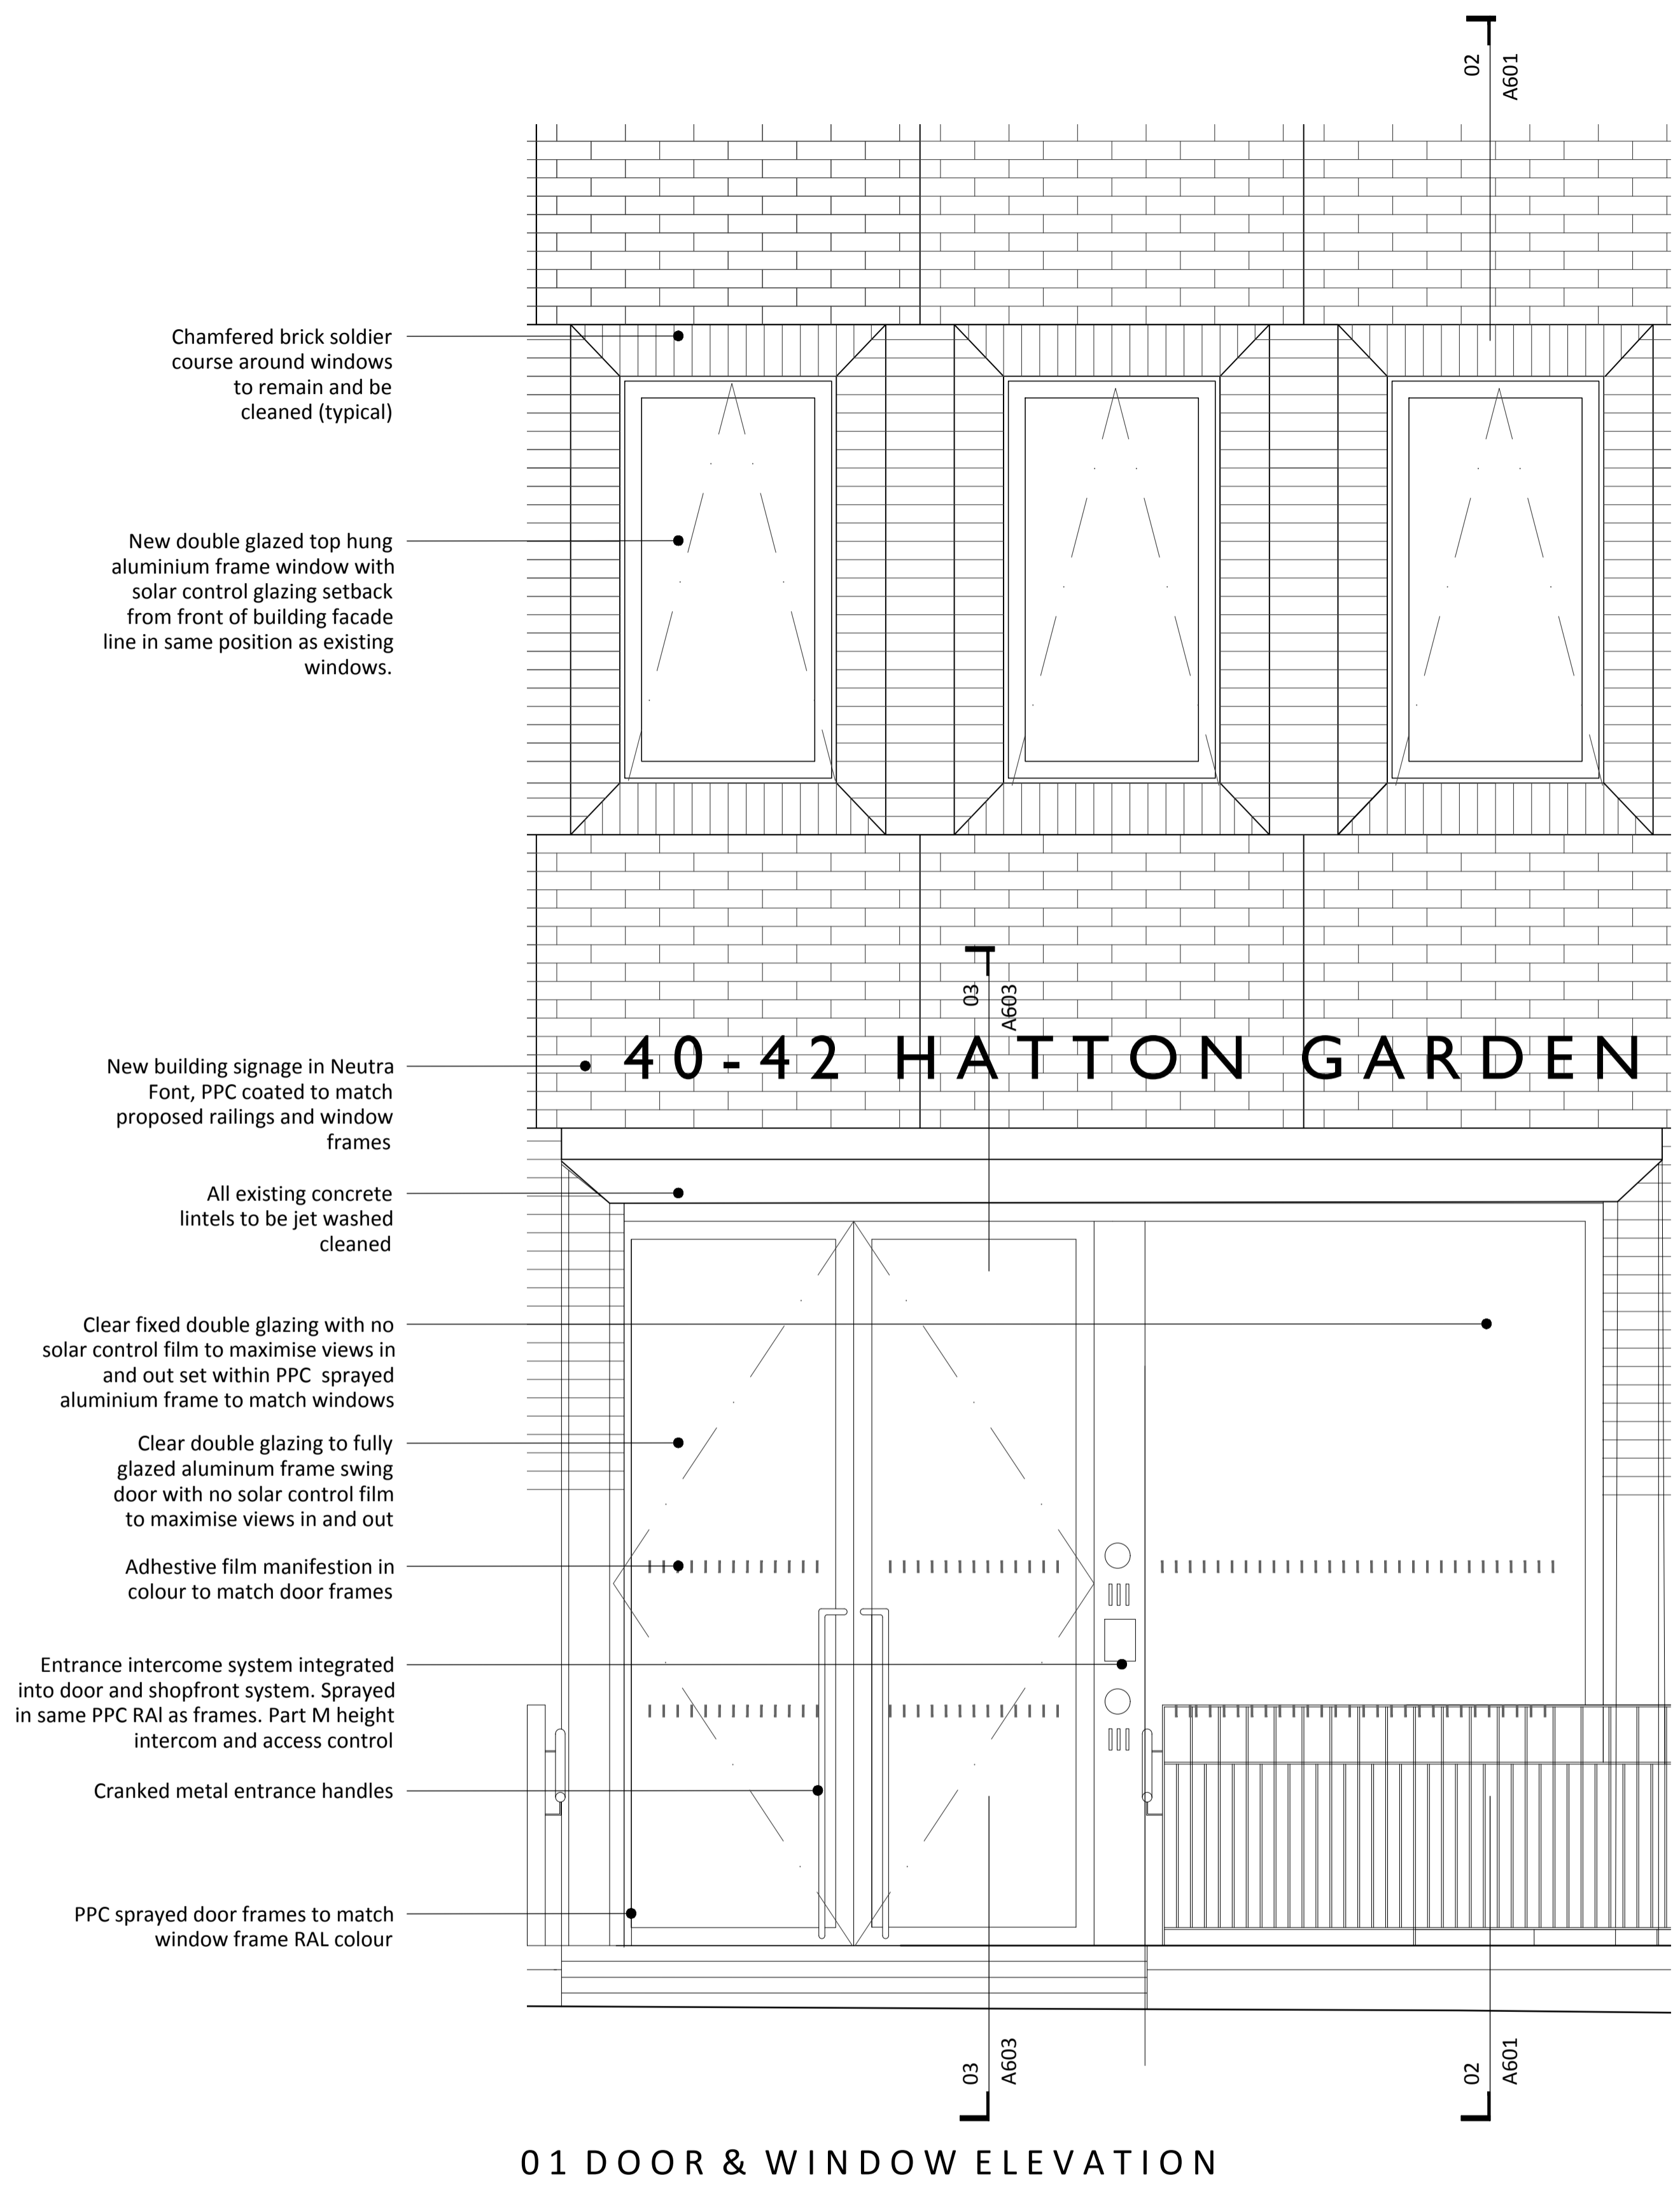 02
A601
Chamfered brick soldier
course around windows
to remain and be
cleaned (typical)
New double glazed top hung
aluminium frame window with
solar control glazing setback
from front of building facade
line in same position as existing
windows.
03
A603
40-42 HATTON GARDEN
New building signage in Neutra
Font, PPC coated to match
proposed railings and window
frames
All existing concrete
lintels to be jet washed
cleaned
Clear fixed double glazing with no
solar control film to maximise views in
and out set within PPC sprayed
aluminium frame to match windows
Clear double glazing to fully
glazed aluminum frame swing
door with no solar control film
to maximise views in and out
Adhestive film manifestion in
colour to match door frames
Entrance intercome system integrated
into door and shopfront system. Sprayed
in same PPC RAl as frames. Part M height
intercom and access control
Cranked metal entrance handles
PPC sprayed door frames to match
window frame RAL colour
03
A603
02
A601
01 DOOR & WINDOW ELEVATION